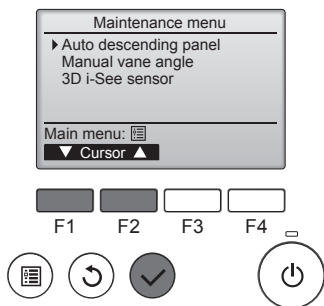 Maintenance menu
Auto descending panel
Manual vane angle
3D i-See sensor
Main menu:
▼ Cursor ▲
F1 F2 F3 F4